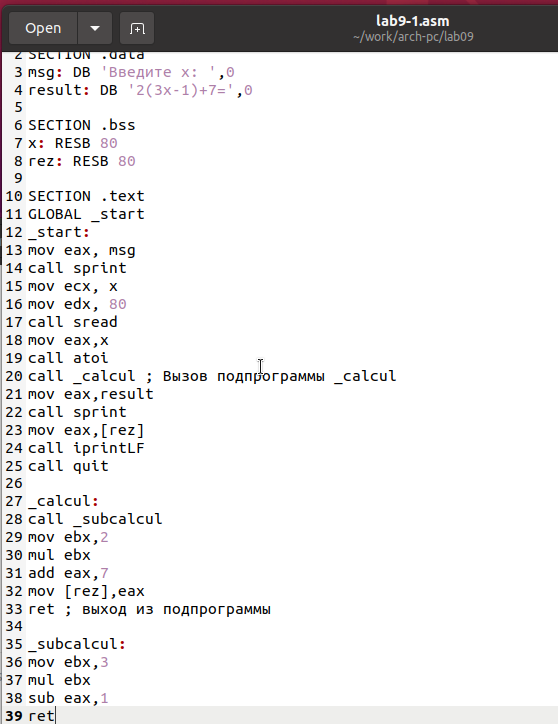 Open
lab9-1.asm
~/work/arch-pc/lab09
2 SECTION .data
3 msg: DB 'Введите x: ',0
4 result: DB '2(3x-1)+7=',0
5
6 SECTION .bss
7 x: RESB 80
8 rez: RESB 80
9
10 SECTION .text
11 GLOBAL _start
12 _start:
13 mov eax, msg
14 call sprint
15 mov ecx, x
16 mov edx, 80
17 call sread
18 mov eax,x
19 call atoi
20 call _calcul ; Вызов подпрограммы _calcul
21 mov eax,result
22 call sprint
23 mov eax,[rez]
24 call iprintLF
25 call quit
26
27 _calcul:
28 call _subcalcul
29 mov ebx,2
30 mul ebx
31 add eax,7
32 mov [rez],eax
33 ret ; выход из подпрограммы
34
35 _subcalcul:
36 mov ebx,3
37 mul ebx
38 sub eax,1
39 ret